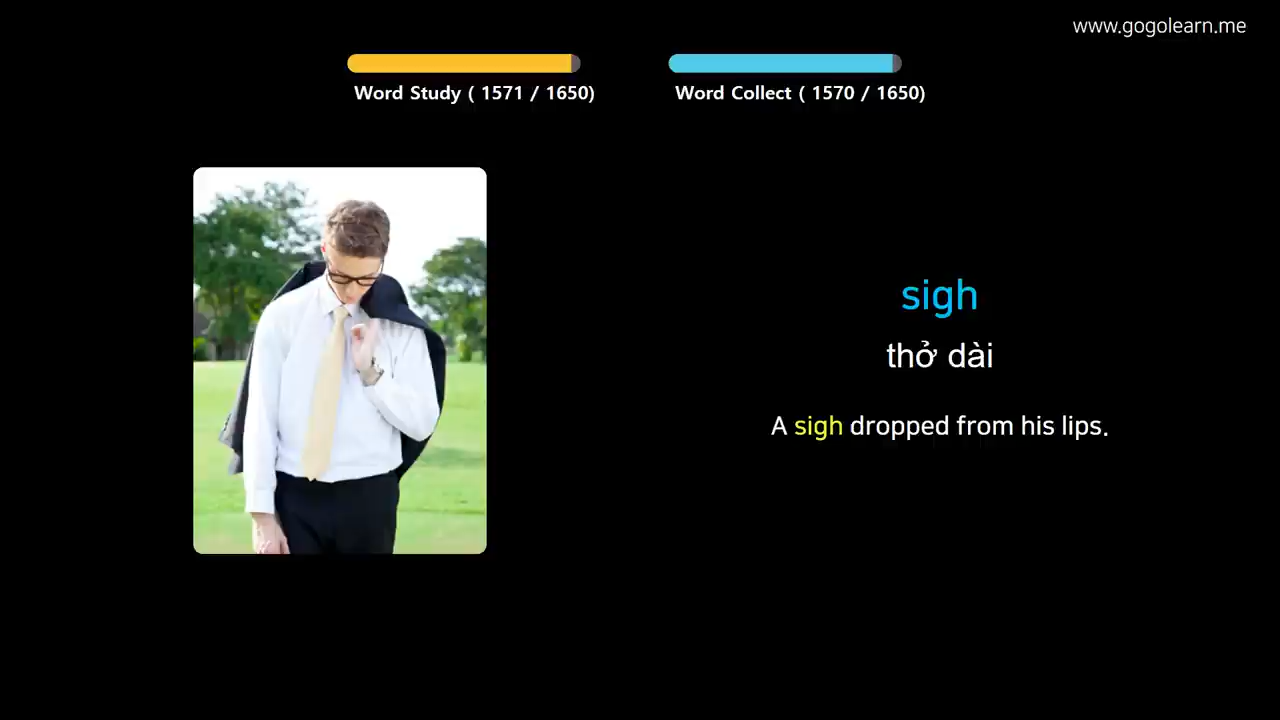 www.gogolearn.me
Word Study ( 1571 / 1650)
Word Collect ( 1570 / 1650)
sigh
thở dài
A sigh dropped from his lips.